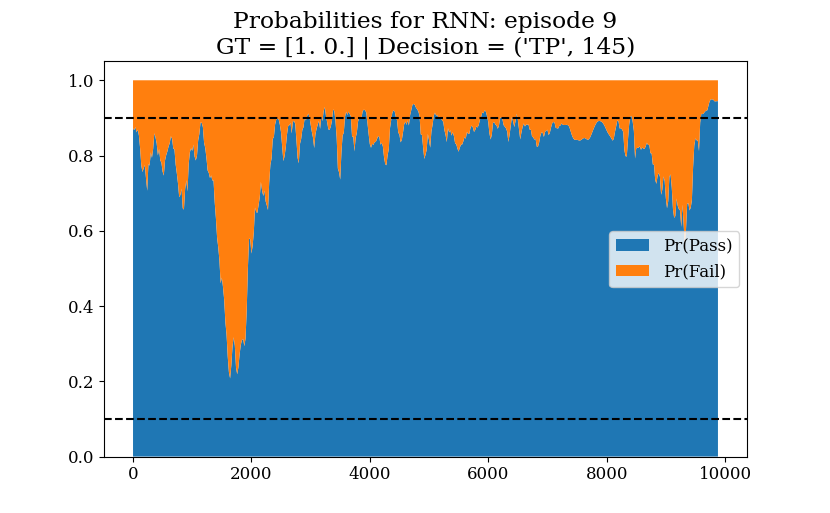 Probabilities for RNN: episode 9
GT = [1. 0.] | Decision = ('TP', 145)
1.0
0.8
0.6
0.4
0.2
0.0
Pr(Pass)
Pr(Fail)
0 2000 4000 6000 8000 10000